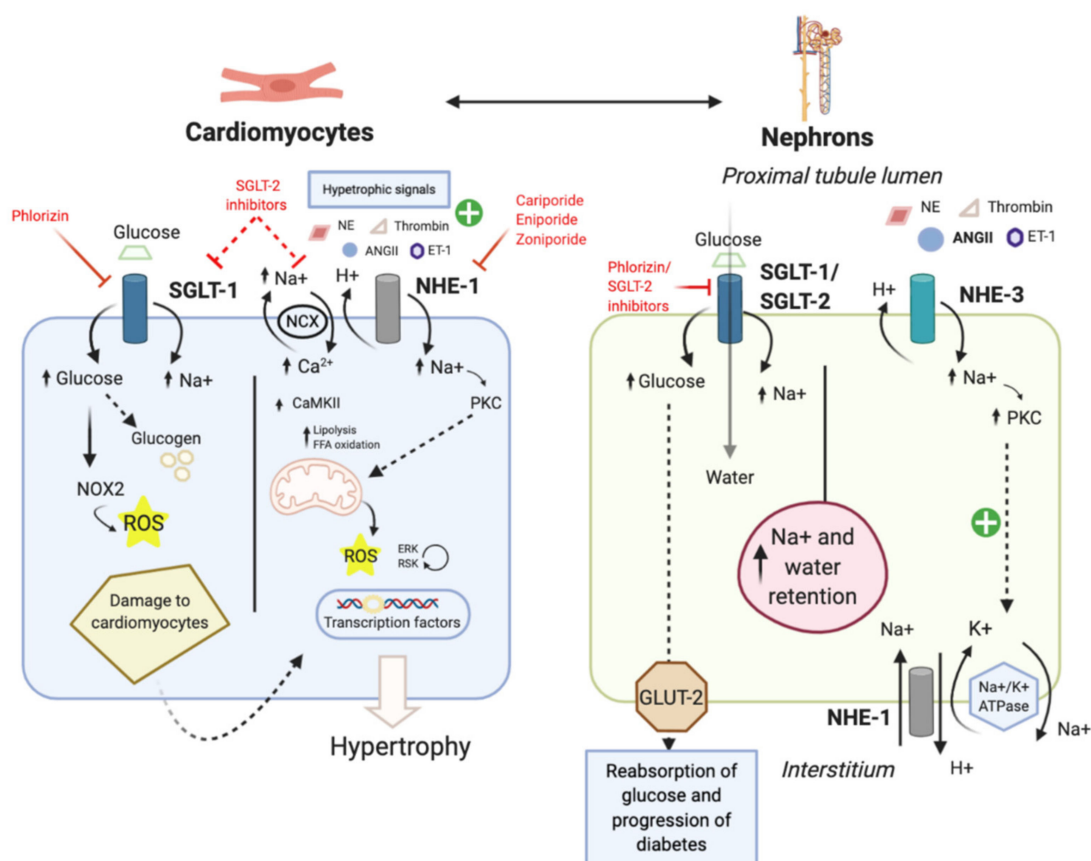 Cardiomyocytes
Phlorizin
SGLT-2
inhibitors
Hypetrophic signals
NE
Thrombin
ANGII
ET-1
Cariporide
Eniporide
Zoniporide
Glucose
SGLT-1
Na+
H+
NHE-1
NCX
Glucose
Na+
Ca2+
Na+
CaMKII
PKC
Lipolysis
FFA oxidation
Glucogen
NOX2
ROS
ROS
ERK
RSK
Damage to
cardiomyocytes
Transcription factors
Hypertrophy
Nephrons
Proximal tubule lumen
NE
Thrombin
ANGII
ET-1
Glucose
Phlorizin/
SGLT-2
inhibitors
SGLT-1/
SGLT-2
H+
NHE-3
Glucose
Na+
Na+
PKC
Water
Na+ and
water
retention
Na+
K+
GLUT-2
NHE-1
Na+/K+
ATPase
Na+
H+
Interstitium
Reabsorption of
glucose and
progression of
diabetes